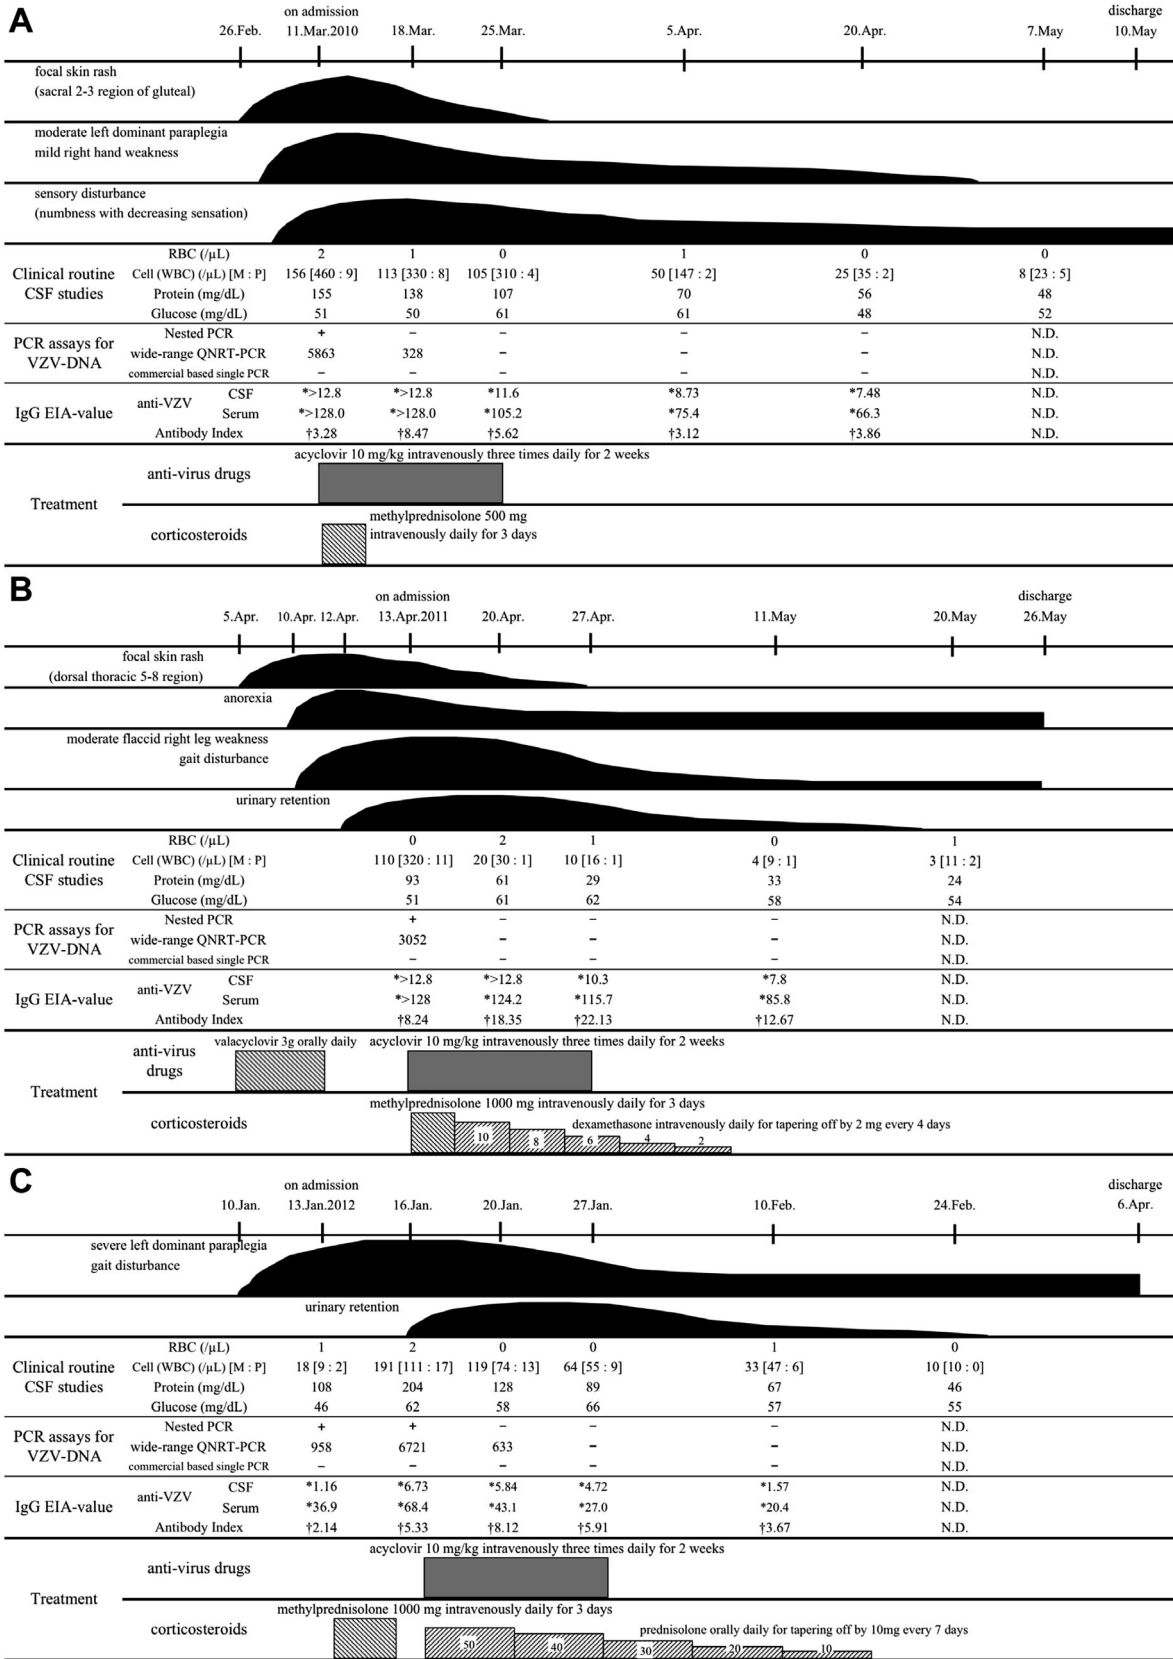 A
on admission discharge
26.Feb. 11.Mar.2010 18.Mar. 25.Mar. 5.Apr. 20.Apr. 7.May 10.May
focal skin rash
(sacral 2-3 region of gluteal)
moderate left dominant paraplegia
mild right hand weakness
sensory disturbance
(numbness with decreasing sensation)
Clinical routine
CSF studies
RBC (/μL) 2 1 0 1 0 0
Cell (WBC) (/μL) [M : P] 156 [460 : 9] 113 [330 : 8] 105 [310 : 4] 50 [147 : 2] 25 [35 : 2] 8 [23 : 5]
Protein (mg/dL) 155 138 107 70 56 48
Glucose (mg/dL) 51 50 61 61 48 52
PCR assays for
VZV-DNA
Nested PCR + − − − − N.D.
wide-range QNRT-PCR 5863 328 − − − N.D.
commercial based single PCR − − − − − N.D.
IgG EIA-value
anti-VZV
CSF *>12.8 *>12.8 *11.6 *8.73 *7.48 N.D.
Serum *>128.0 *>128.0 *105.2 *75.4 *66.3 N.D.
Antibody Index †3.28 †8.47 †5.62 †3.12 †3.86 N.D.
Treatment
anti-virus drugs
acyclovir 10 mg/kg intravenously three times daily for 2 weeks
corticosteroids
methylprednisolone 500 mg
intravenously daily for 3 days
B
on admission discharge
5.Apr. 10.Apr. 12.Apr. 13.Apr.2011 20.Apr. 27.Apr. 11.May 20.May 26.May
focal skin rash
(dorsal thoracic 5-8 region)
anorexia
moderate flaccid right leg weakness
gait disturbance
urinary retention
Clinical routine
CSF studies
RBC (/μL) 0 2 1 0 1
Cell (WBC) (/μL) [M : P] 110 [320 : 11] 20 [30 : 1] 10 [16 : 1] 4 [9 : 1] 3 [11 : 2]
Protein (mg/dL) 93 61 29 33 24
Glucose (mg/dL) 51 61 62 58 54
PCR assays for
VZV-DNA
Nested PCR + − − − N.D.
wide-range QNRT-PCR 3052 − − − N.D.
commercial based single PCR − − − − N.D.
IgG EIA-value
anti-VZV
CSF *>12.8 *>12.8 *10.3 *7.8 N.D.
Serum *>128 *124.2 *115.7 *85.8 N.D.
Antibody Index †8.24 †18.35 †22.13 †12.67 N.D.
Treatment
anti-virus
drugs
valacyclovir 3g orally daily acyclovir 10 mg/kg intravenously three times daily for 2 weeks
corticosteroids
methylprednisolone 1000 mg intravenously daily for 3 days
dexamethasone intravenously daily for tapering off by 2 mg every 4 days
10 8 6 4 2
C
on admission discharge
10.Jan. 13.Jan.2012 16.Jan. 20.Jan. 27.Jan. 10.Feb. 24.Feb. 6.Apr.
severe left dominant paraplegia
gait disturbance
urinary retention
Clinical routine
CSF studies
RBC (/μL) 1 2 0 0 1 0
Cell (WBC) (/μL) [M : P] 18 [9 : 2] 191 [111 : 17] 119 [74 : 13] 64 [55 : 9] 33 [47 : 6] 10 [10 : 0]
Protein (mg/dL) 108 204 128 89 67 46
Glucose (mg/dL) 46 62 58 66 57 55
PCR assays for
VZV-DNA
Nested PCR + + − − − N.D.
wide-range QNRT-PCR 958 6721 633 − − N.D.
commercial based single PCR − − − − − N.D.
IgG EIA-value
anti-VZV
CSF *1.16 *6.73 *5.84 *4.72 *1.57 N.D.
Serum *36.9 *68.4 *43.1 *27.0 *20.4 N.D.
Antibody Index †2.14 †5.33 †8.12 †5.91 †3.67 N.D.
Treatment
anti-virus drugs
acyclovir 10 mg/kg intravenously three times daily for 2 weeks
corticosteroids
methylprednisolone 1000 mg intravenously daily for 3 days
prednisolone orally daily for tapering off by 10mg every 7 days
50 40 30 20 10